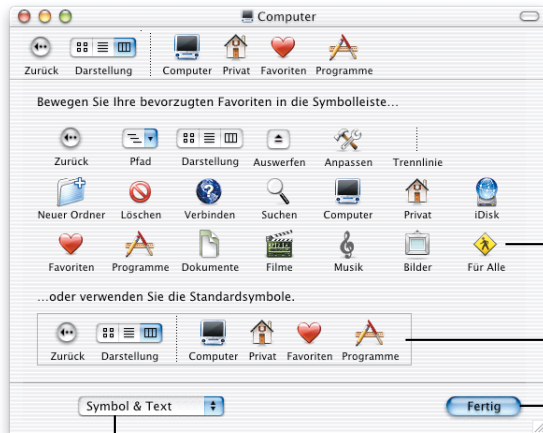 Computer
Zurück Darstellung Computer Privat Favoriten Programme
Bewegen Sie Ihre bevorzugten Favoriten in die Symbolleiste...
Zurück Pfad Darstellung Auswerfen Anpassen Trennlinie
Neuer Ordner Löschen Verbinden Suchen Computer Privat iDisk
Favoriten Programme Dokumente Filme Musik Bilder Für Alle
...oder verwenden Sie die Standardsymbole.
Zurück Darstellung Computer Privat Favoriten Programme
Symbol & Text Fertig